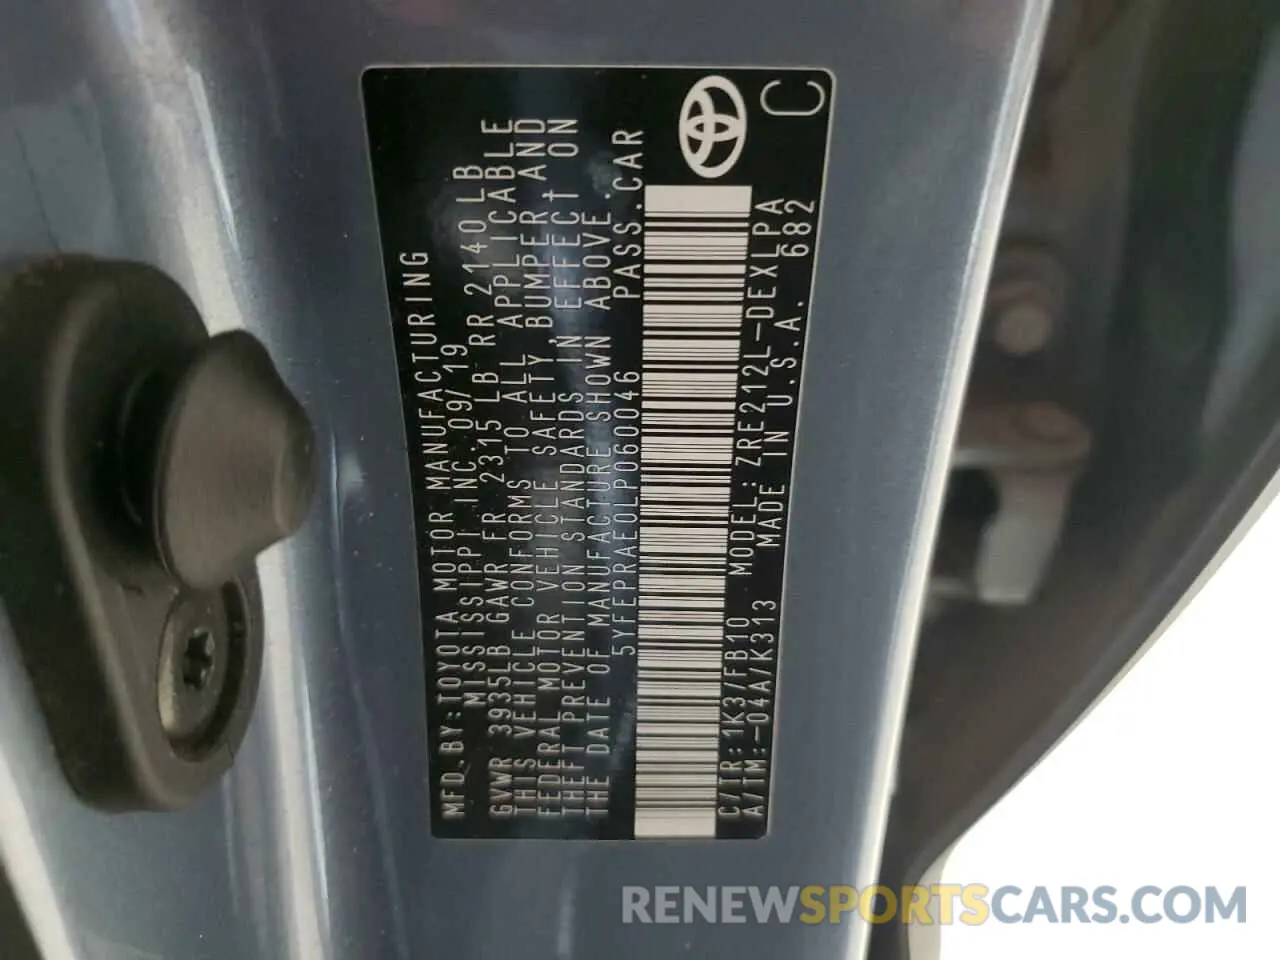 MFD. BY: TOYOTA MOTOR MANUFACTURING
MISSISSIPPI INC. 09/19
GVWR 3935LB GAWR FR 2315LB RR 2140LB
THIS VEHICLE CONFORMS TO ALL APPLICABLE
FEDERAL MOTOR VEHICLE SAFETY, BUMPER AND
THEFT PREVENTION STANDARDS IN EFFECT ON
THE DATE OF MANUFACTURE SHOWN ABOVE.
5YFEPRAE0LP060046 PASS.CAR
C/TR: 1K3/FB10 MODEL: ZRE212L-DEXLPA
A/TM: -04A/K313 MADE IN U.S.A. 682
C
RENEWSPORTSCARS.COM